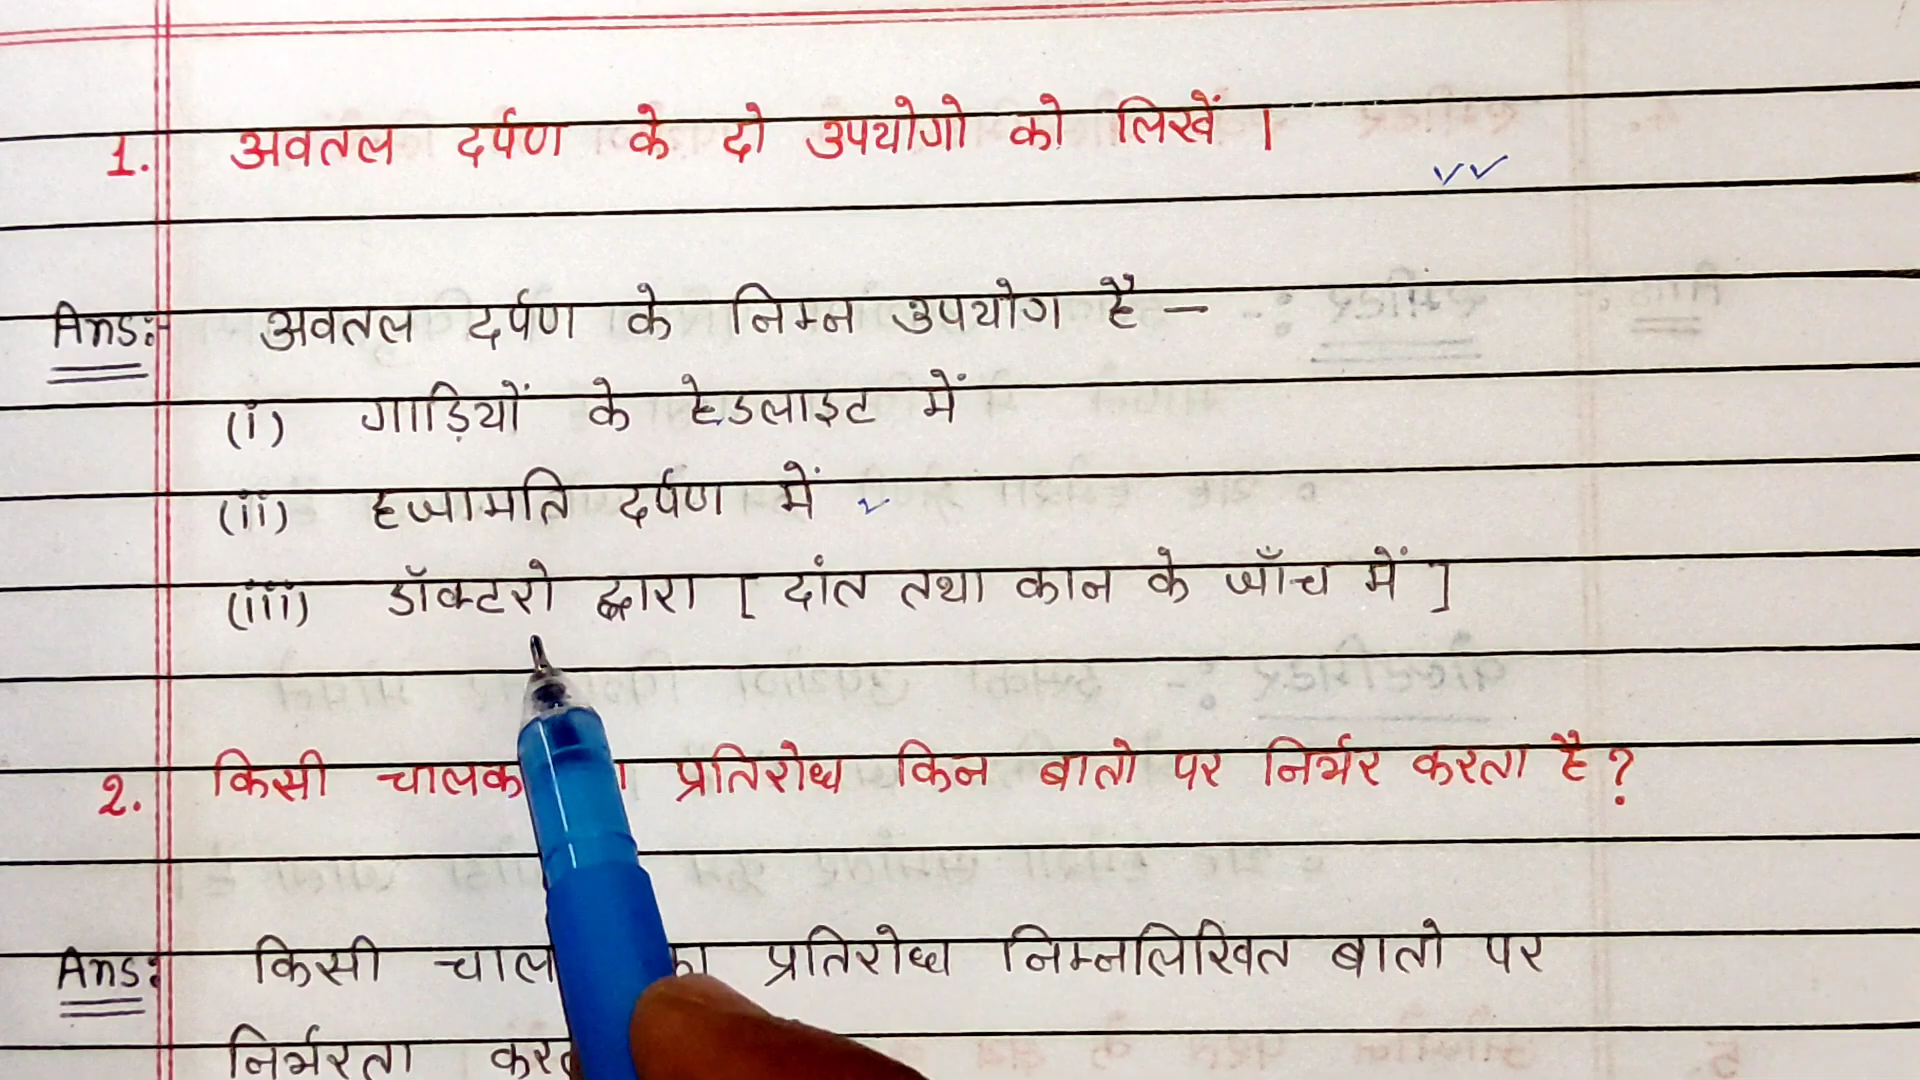 1. अवतल दर्पण के दो उपयोगो को लिखें ।
Ans:- अवतल दर्पण के निम्न उपयोग है -
(i) गाड़ियों के हेडलाइट में
(ii) हजामति दर्पण में
(iii) डॉक्टरो द्वारा [ दांत तथा कान के जाँच में ]
2. किसी चालक प्रतिरोध किन बातो पर निर्भर करता है ?
Ans: किसी का प्रतिरोध निम्नलिखित बातो पर
निर्भरता